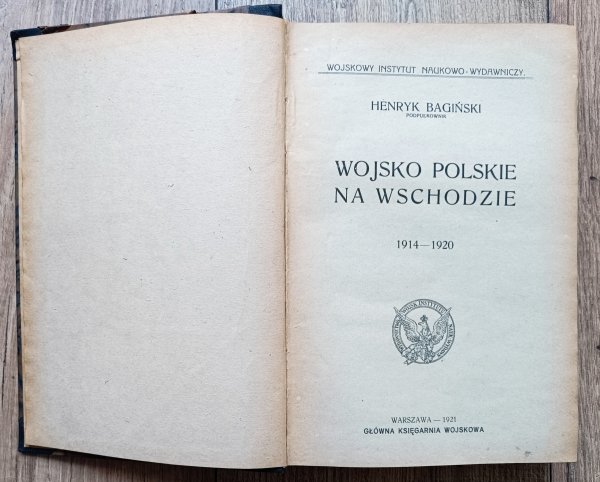 WOJSKOWY INSTYTUT NAUKOWO-WYDAWNICZY.
HENRYK BAGIŃSKI
PODPUŁKOWNIK
WOJSKO POLSKIE
NA WSCHODZIE
1914—1920
WARSZAWA — 1921
GŁÓWNA KSIĘGARNIA WOJSKOWA